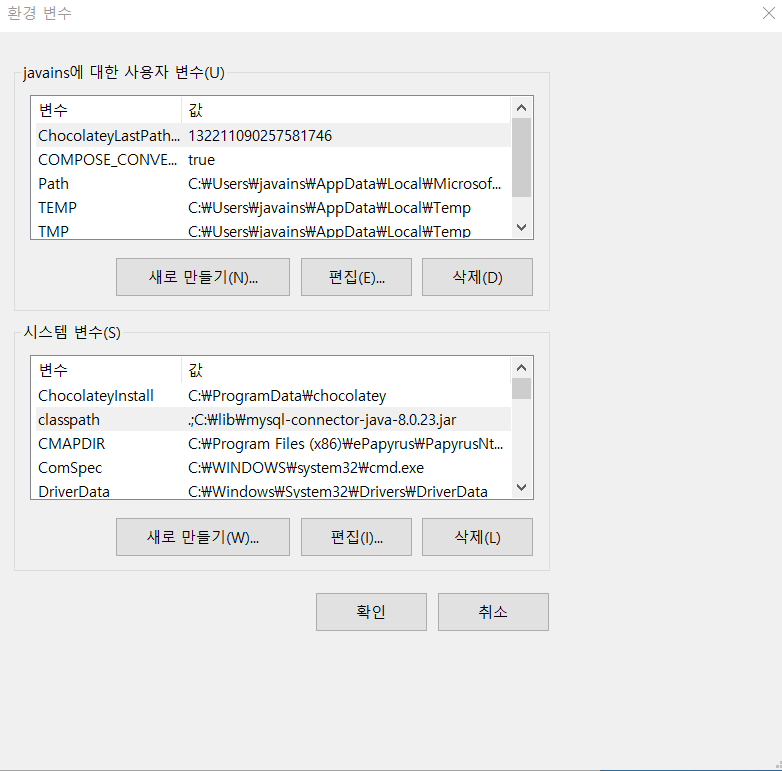 환경 변수
javains에 대한 사용자 변수(U)
변수 값
ChocolateyLastPath... 132211090257581746
COMPOSE_CONVE... true
Path C:₩Users₩javains₩AppData₩Local₩Microsof...
TEMP C:₩Users₩javains₩AppData₩Local₩Temp
TMP C:₩Users₩javains₩AppData₩Local₩Temp
새로 만들기(N)... 편집(E)... 삭제(D)
시스템 변수(S)
변수 값
ChocolateyInstall C:₩ProgramData₩chocolatey
classpath .;C:₩lib₩mysql-connector-java-8.0.23.jar
CMAPDIR C:₩Program Files (x86)₩ePapyrus₩PapyrusNt...
ComSpec C:₩WINDOWS₩system32₩cmd.exe
DriverData C:₩Windows₩System32₩Drivers₩DriverData
새로 만들기(W)... 편집(I)... 삭제(L)
확인 취소